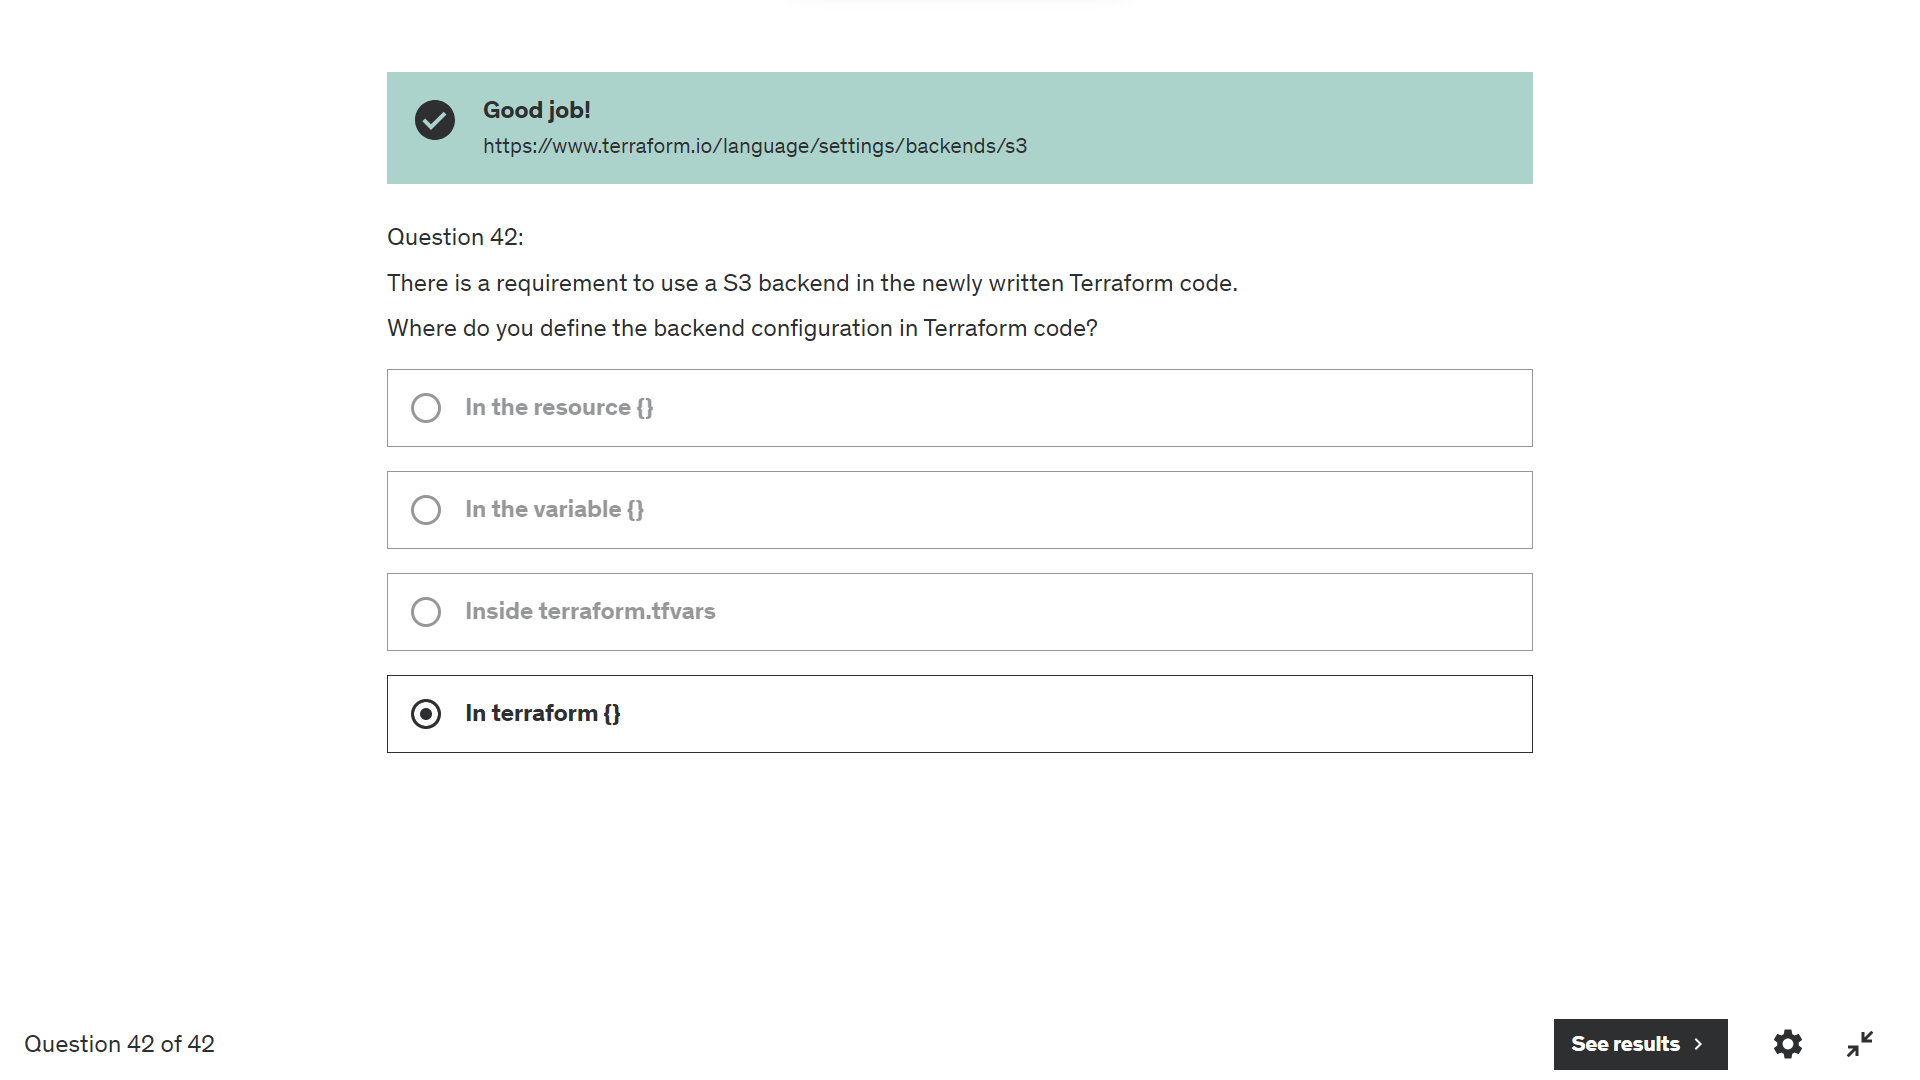 Good job!
https://www.terraform.io/language/settings/backends/s3
Question 42:
There is a requirement to use a S3 backend in the newly written Terraform code.
Where do you define the backend configuration in Terraform code?
In the resource {}
In the variable {}
Inside terraform.tfvars
In terraform {}
Question 42 of 42
See results